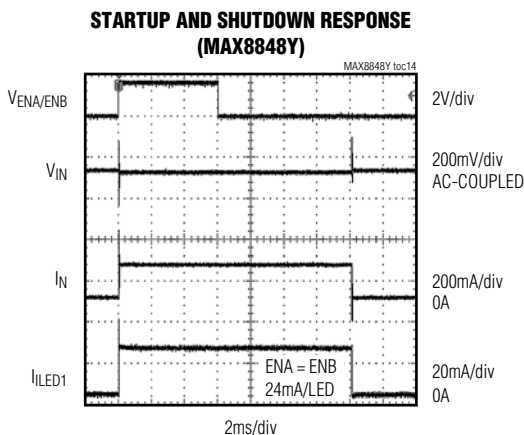 STARTUP AND SHUTDOWN RESPONSE
(MAX8848Y)
MAX8848Y toc14
VENA/ENB
2V/div
VIN
200mV/div
AC-COUPLED
IN
200mA/div
0A
IILED1
ENA = ENB
24mA/LED
20mA/div
0A
2ms/div